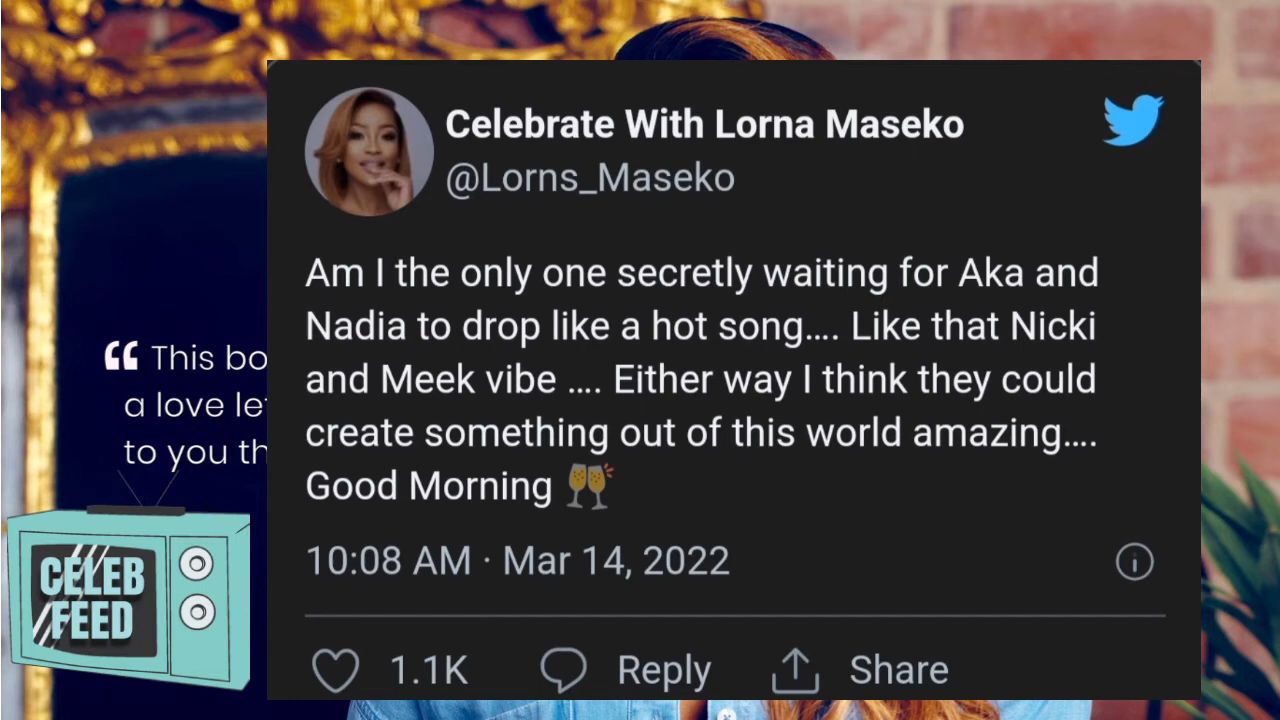 Celebrate With Lorna Maseko
@Lorns_Maseko
Am I the only one secretly waiting for Aka and
Nadia to drop like a hot song.... Like that Nicki
and Meek vibe .... Either way I think they could
create something out of this world amazing....
Good Morning 🥂
10:08 AM · Mar 14, 2022
1.1K Reply Share
“ This bo
a love le
to you th
CELEB
FEED